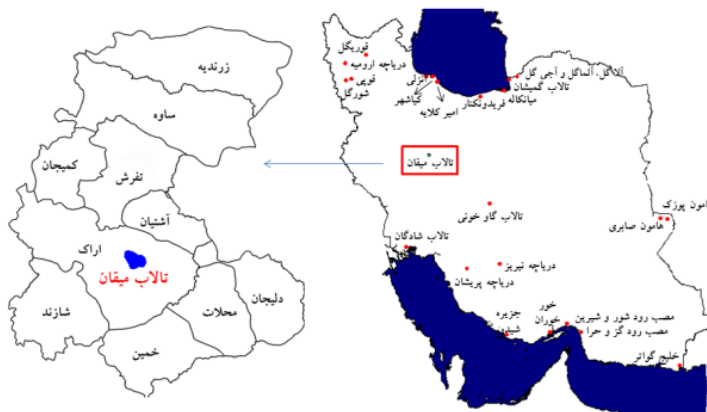 زرندیه
ساوه
کمیجان
تفرش
آشتیان
اراک
تالاب میقان
شازند
محلات
دلیجان
خمین
قوریگل
دریاچه ارومیه
قوپی
شورگل
انزلی
کیاشهر
امیر کلایه
فریدونکنار
میانکاله
تالاب گمیشان
آلاگل، آلماگل و آجی گل
تالاب میقان
تالاب گاو خونی
هامون پوزک
هامون صابری
تالاب شادگان
دریاچه نیریز
دریاچه پریشان
جزیره
شیدور
خور
خوران
مصب رود شور و شیرین
مصب رود گز و حرا
خلیج گواتر